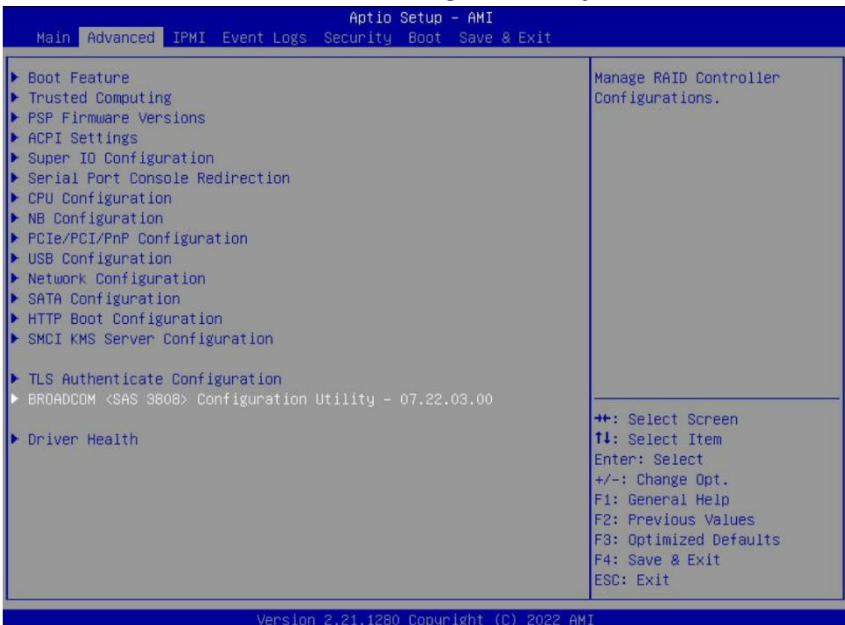 Aptio Setup – AMI
Main Advanced IPMI Event Logs Security Boot Save & Exit
▶ Boot Feature
▶ Trusted Computing
▶ PSP Firmware Versions
▶ ACPI Settings
▶ Super IO Configuration
▶ Serial Port Console Redirection
▶ CPU Configuration
▶ NB Configuration
▶ PCIe/PCI/PnP Configuration
▶ USB Configuration
▶ Network Configuration
▶ SATA Configuration
▶ HTTP Boot Configuration
▶ SMCI KMS Server Configuration
▶ TLS Authenticate Configuration
▶ BROADCOM <SAS 3808> Configuration Utility – 07.22.03.00
▶ Driver Health
Manage RAID Controller
Configurations.
→←: Select Screen
↑↓: Select Item
Enter: Select
+/-: Change Opt.
F1: General Help
F2: Previous Values
F3: Optimized Defaults
F4: Save & Exit
ESC: Exit
Version 2.21.1280 Copyright (C) 2022 AMI